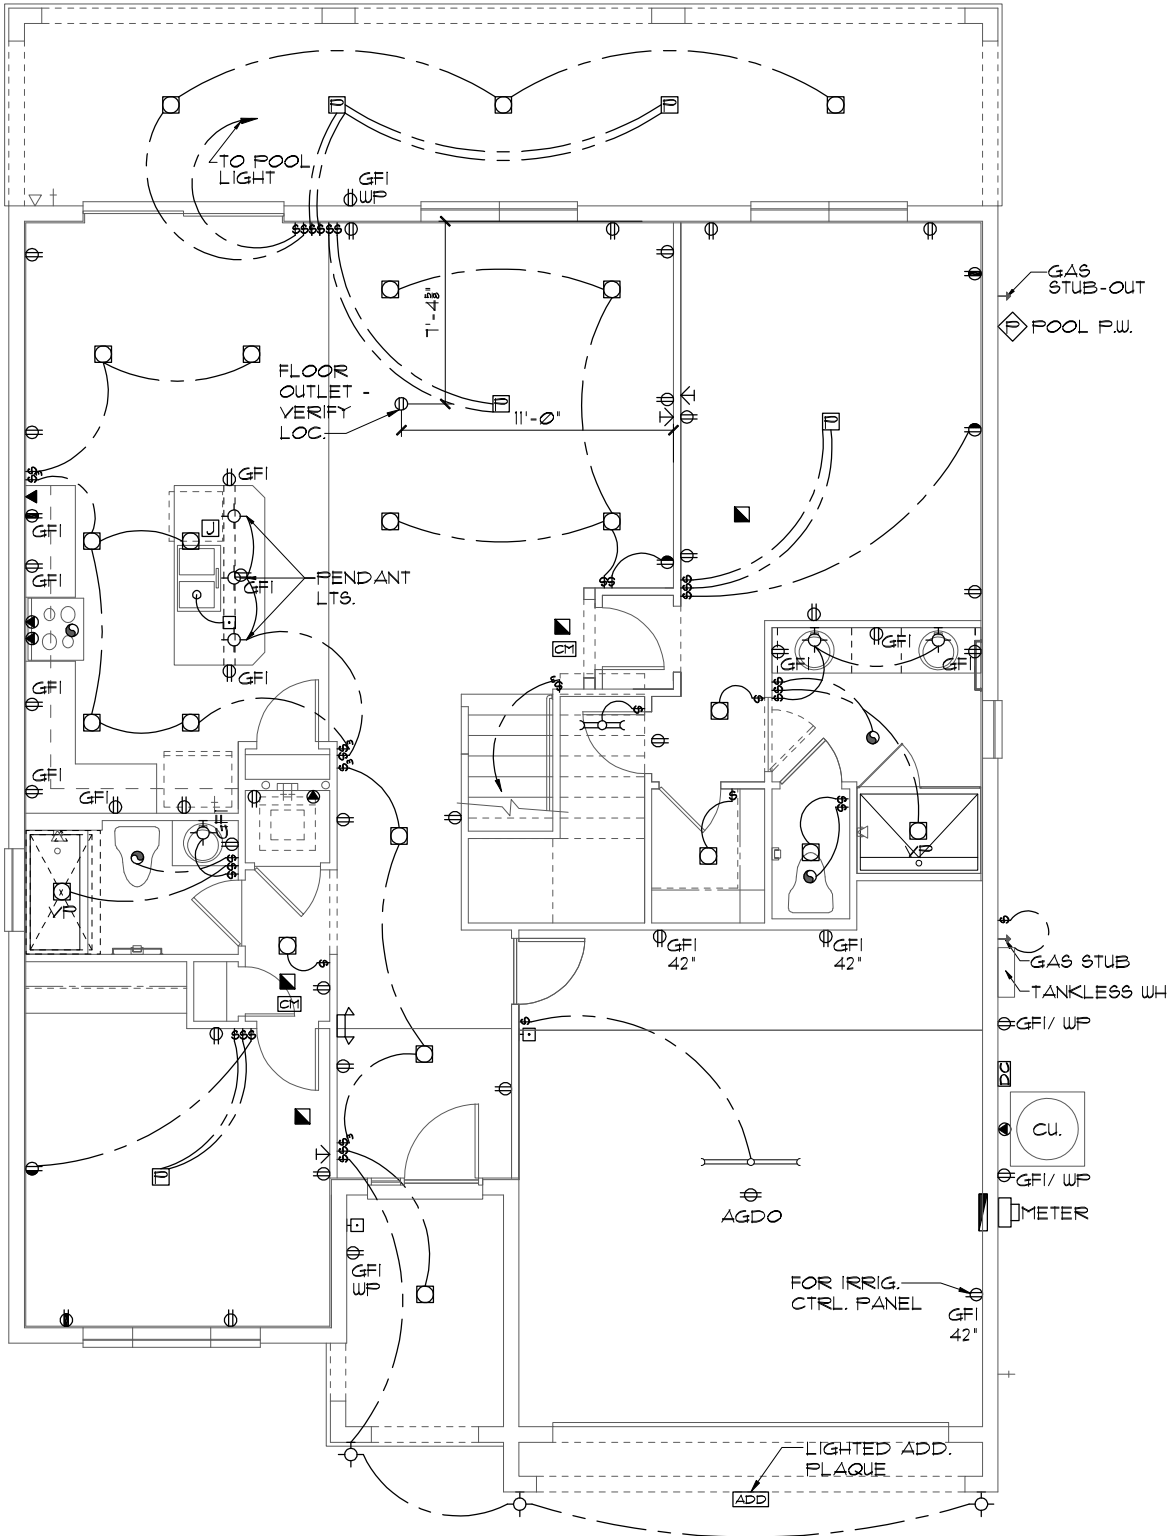 TO POOL
LIGHT
GFI
WP
GAS
STUB-OUT
P
POOL P.W.
7'-4⅝"
FLOOR
OUTLET -
VERIFY
LOC.
11'-0"
GFI
GFI
J
GFI
GFI
PENDANT
LTS.
CM
GFI
GFI
GFI
GFI
GFI
GFI
GFI
GFI
VP
VP
GFI
42"
GFI
42"
GAS STUB
TANKLESS WH
CM
GFI/ WP
DC
CU.
GFI/ WP
METER
AGDO
GFI
WP
FOR IRRIG.
CTRL. PANEL
GFI
42"
LIGHTED ADD.
PLAQUE
ADD